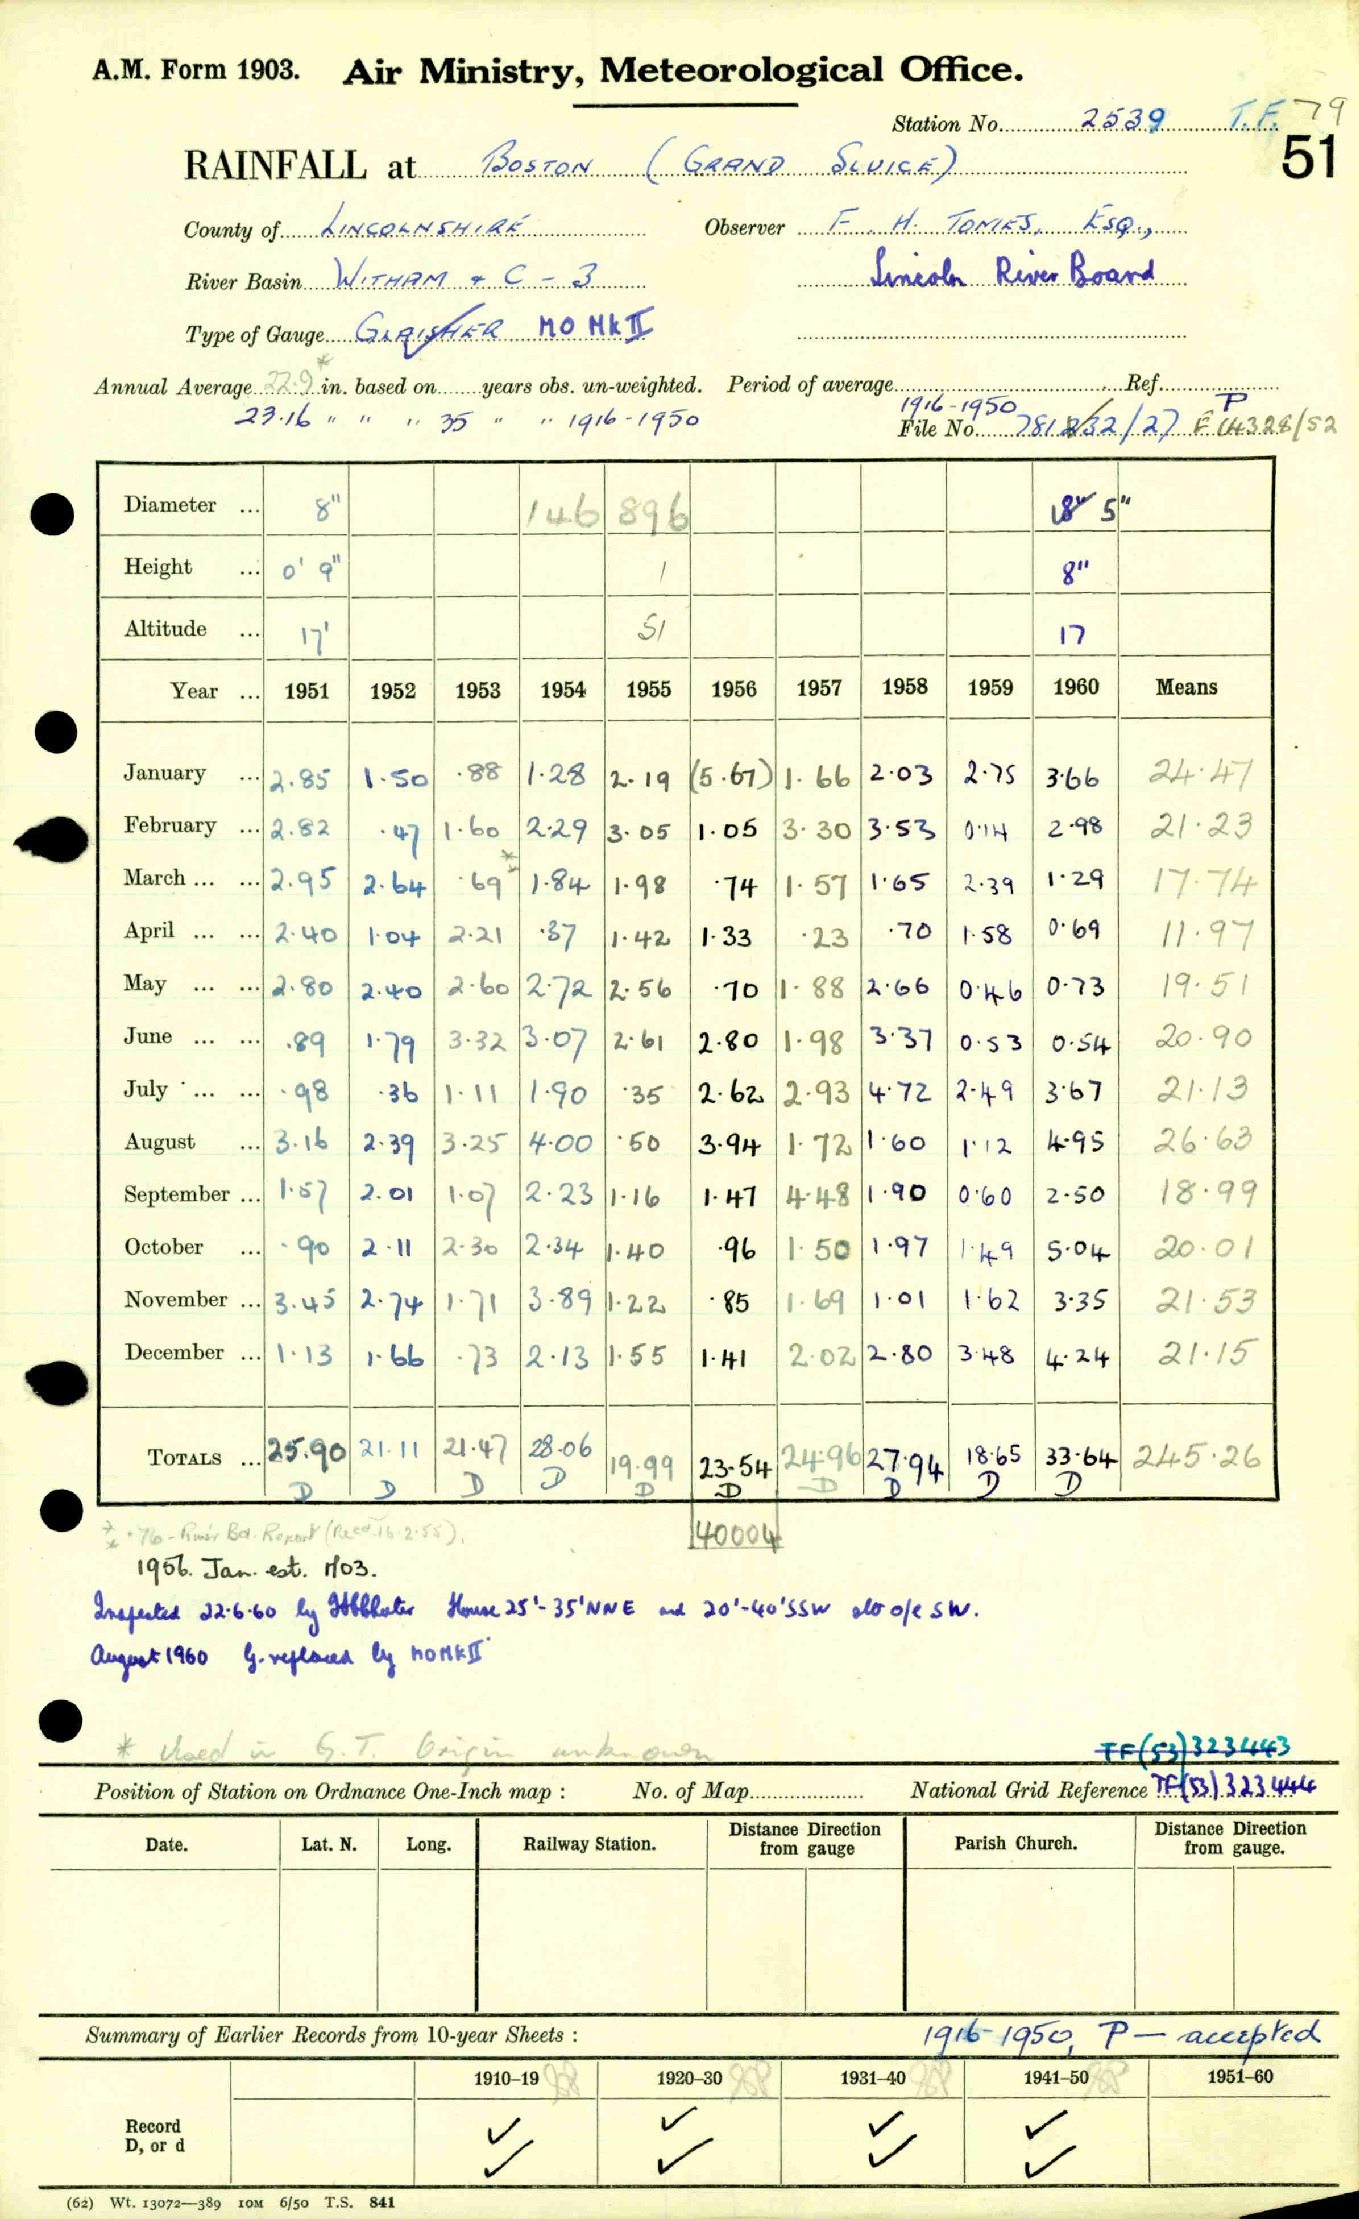 A.M. Form 1903. Air Ministry, Meteorological Office.
Station No. 2539 T.F. 79
51
RAINFALL at BOSTON (GRAND SLUICE)
County of LINCOLNSHIRE Observer F. H. TOMES, ESQ.,
River Basin WITHAM + C - 3 Lincoln River Board
Type of Gauge GLAISHER MO MK II
Annual Average 22.9* in. based on years obs. un-weighted. Period of average Ref.
23.16 " " " 35 " " 1916-1950 1916-1950 P
File No. 781232/27 F 14328/52
Diameter ... 8" 146 896 8" 5"
Height ... 0' 9" 1 8"
Altitude ... 17' 51 17
Year ... 1951 1952 1953 1954 1955 1956 1957 1958 1959 1960 Means
January ... 2.85 1.50 .88 1.28 2.19 (5.67) 1.66 2.03 2.75 3.66 24.47
February ... 2.82 .47 1.60 2.29 3.05 1.05 3.30 3.53 0.14 2.98 21.23
March ... ... 2.95 2.64 .69** 1.84 1.98 .74 1.57 1.65 2.39 1.29 17.74
April ... ... 2.40 1.04 2.21 .37 1.42 1.33 .23 .70 1.58 0.69 11.97
May ... ... 2.80 2.40 2.60 2.72 2.56 .70 1.88 2.66 0.46 0.73 19.51
June ... ... .89 1.79 3.32 3.07 2.61 2.80 1.98 3.37 0.53 0.54 20.90
July ... ... .98 .36 1.11 1.90 .35 2.62 2.93 4.72 2.49 3.67 21.13
August ... 3.16 2.39 3.25 4.00 .50 3.94 1.72 1.60 1.12 4.95 26.63
September ... 1.57 2.01 1.07 2.23 1.16 1.47 4.48 1.90 0.60 2.50 18.99
October ... .90 2.11 2.30 2.34 1.40 .96 1.50 1.97 1.49 5.04 20.01
November ... 3.45 2.74 1.71 3.89 1.22 .85 1.69 1.01 1.62 3.35 21.53
December ... 1.13 1.66 .73 2.13 1.55 1.41 2.02 2.80 3.48 4.24 21.15
TOTALS ... 25.90 21.11 21.47 28.06 19.99 23.54 24.96 27.94 18.65 33.64 245.26
D D D D D D D D D D
** .76 - River Bd. Report (Recd. 16.2.55).
40004
1956. Jan. est. MO3.
Inspected 22.6.60 by House 25'-35' NNE and 20'-40' SSW also o/c SW.
August 1960 G. replaced by MO MK II
* Used in G.T. Origin unknown
TF(53)323443
Position of Station on Ordnance One-Inch map : No. of Map National Grid Reference TF(53)323444
Date. Lat. N. Long. Railway Station. Distance Direction from gauge Parish Church. Distance Direction from gauge.
Summary of Earlier Records from 10-year Sheets : 1916-1950, P — accepted
1910–19 1920–30 1931–40 1941–50 1951–60
Record ✓ ✓ ✓ ✓
D, or d ✓ ✓ ✓ ✓
(62) Wt. 13072—389 10M 6/50 T.S. 841